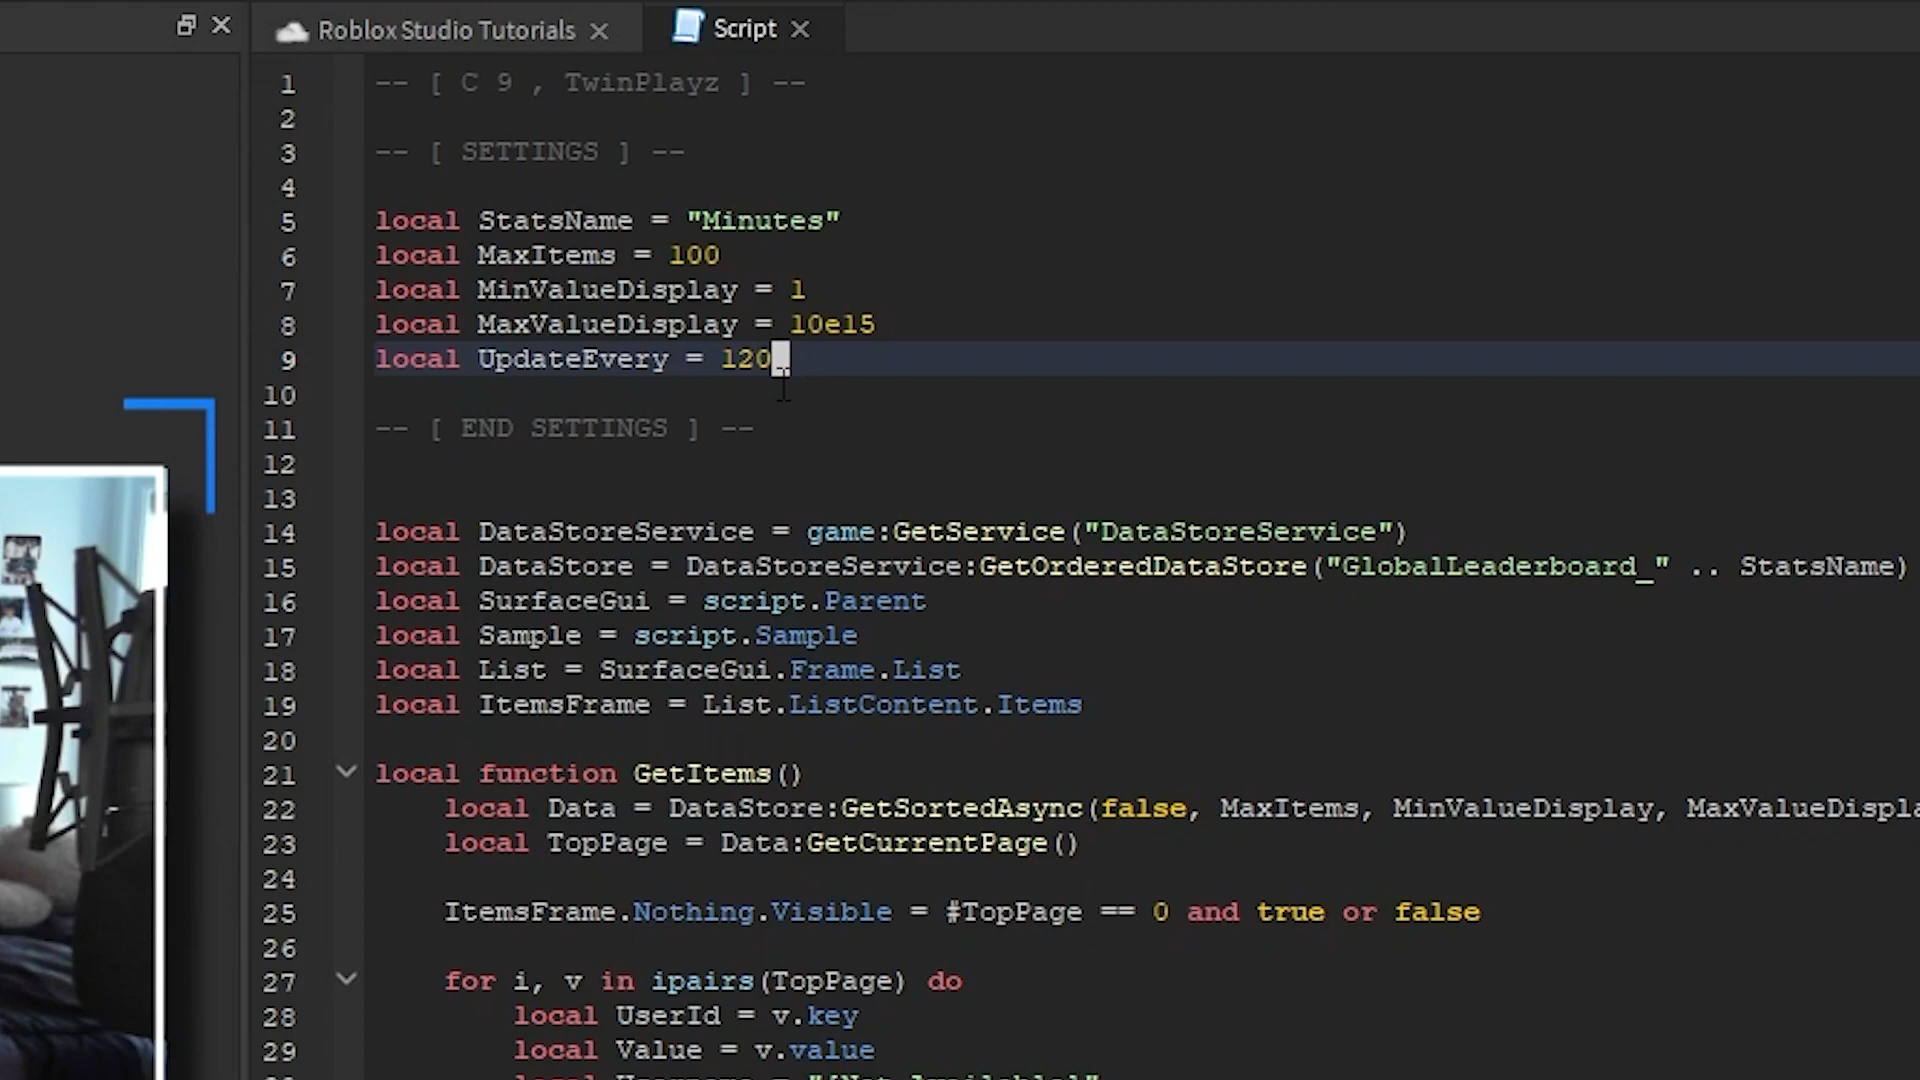 Roblox Studio Tutorials
Script
1 -- [ C 9 , TwinPlayz ] --
2
3 -- [ SETTINGS ] --
4
5 local StatsName = "Minutes"
6 local MaxItems = 100
7 local MinValueDisplay = 1
8 local MaxValueDisplay = 10e15
9 local UpdateEvery = 120
10
11 -- [ END SETTINGS ] --
12
13
14 local DataStoreService = game:GetService("DataStoreService")
15 local DataStore = DataStoreService:GetOrderedDataStore("GlobalLeaderboard_" .. StatsName)
16 local SurfaceGui = script.Parent
17 local Sample = script.Sample
18 local List = SurfaceGui.Frame.List
19 local ItemsFrame = List.ListContent.Items
20
21 local function GetItems()
22 local Data = DataStore:GetSortedAsync(false, MaxItems, MinValueDisplay, MaxValueDispla
23 local TopPage = Data:GetCurrentPage()
24
25 ItemsFrame.Nothing.Visible = #TopPage == 0 and true or false
26
27 for i, v in ipairs(TopPage) do
28 local UserId = v.key
29 local Value = v.value